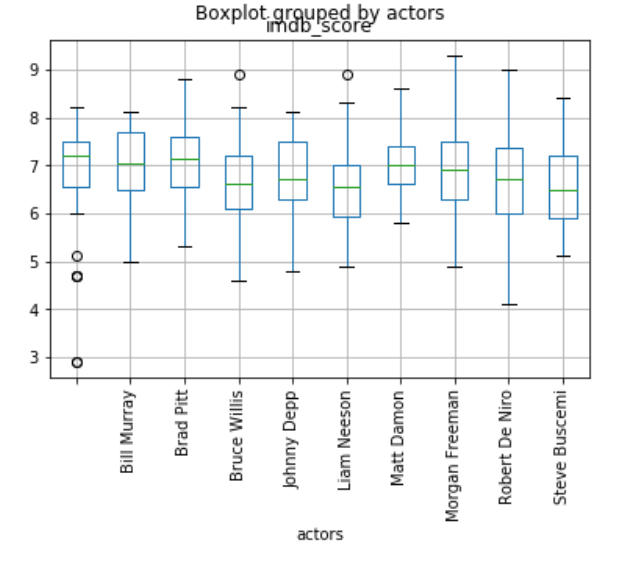 Boxplot grouped by actors
imdb_score
9
8
7
6
5
4
3
Bill Murray
Brad Pitt
Bruce Willis
Johnny Depp
Liam Neeson
Matt Damon
Morgan Freeman
Robert De Niro
Steve Buscemi
actors